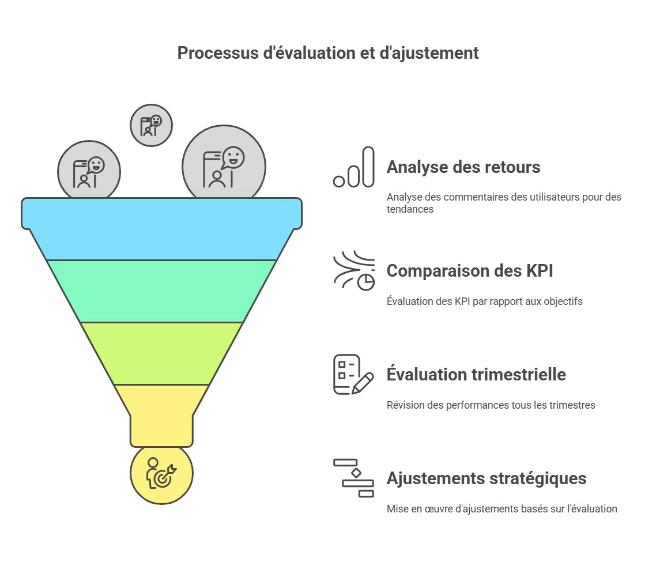 Processus d'évaluation et d'ajustement
Analyse des retours
Analyse des commentaires des utilisateurs pour des
tendances
Comparaison des KPI
Évaluation des KPI par rapport aux objectifs
Évaluation trimestrielle
Révision des performances tous les trimestres
Ajustements stratégiques
Mise en œuvre d'ajustements basés sur l'évaluation